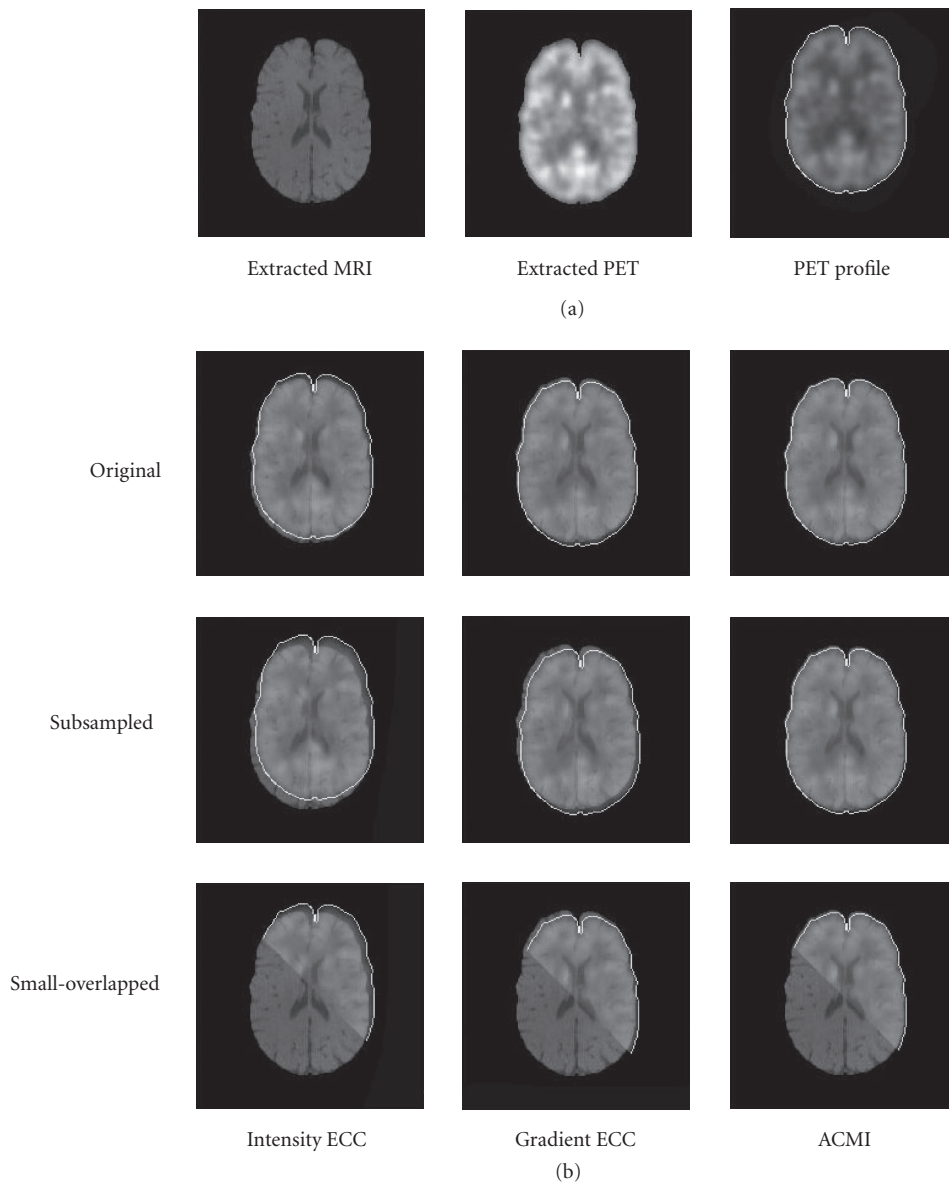 Extracted MRI
Extracted PET
PET profile
(a)
Original
Subsampled
Small-overlapped
Intensity ECC
Gradient ECC
ACMI
(b)